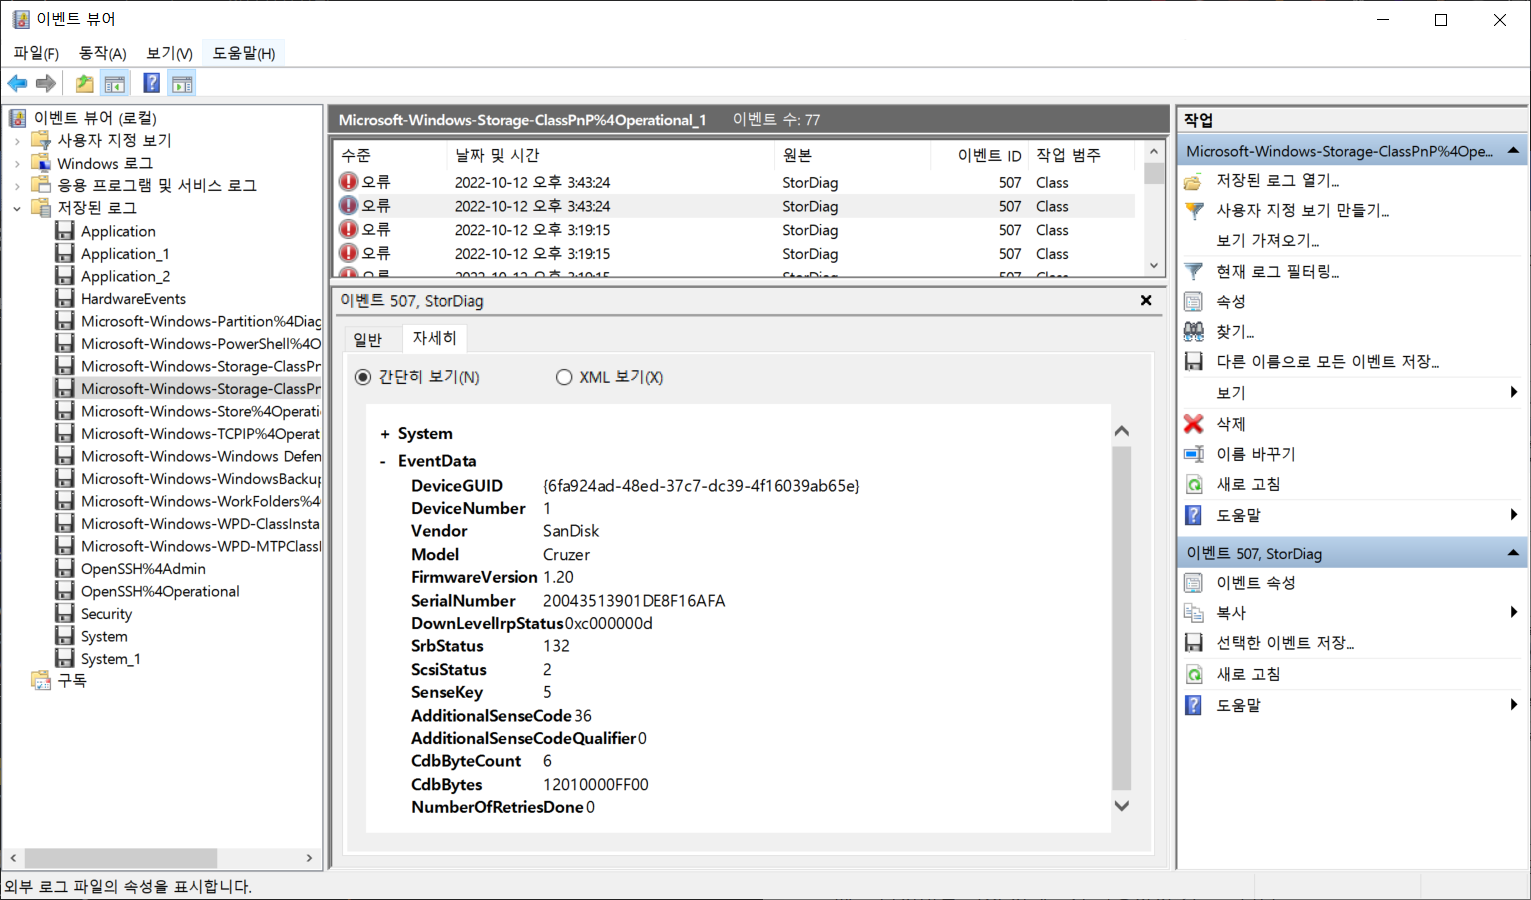 이벤트 뷰어
파일(F) 동작(A) 보기(V) 도움말(H)
이벤트 뷰어 (로컬)
사용자 지정 보기
Windows 로그
응용 프로그램 및 서비스 로그
저장된 로그
Application
Application_1
Application_2
HardwareEvents
Microsoft-Windows-Partition%4Diag
Microsoft-Windows-PowerShell%4O
Microsoft-Windows-Storage-ClassPn
Microsoft-Windows-Storage-ClassPn
Microsoft-Windows-Store%4Operati
Microsoft-Windows-TCPIP%4Operat
Microsoft-Windows-Windows Defen
Microsoft-Windows-WindowsBackup
Microsoft-Windows-WorkFolders%4
Microsoft-Windows-WPD-ClassInsta
Microsoft-Windows-WPD-MTPClassI
OpenSSH%4Admin
OpenSSH%4Operational
Security
System
System_1
구독
Microsoft-Windows-Storage-ClassPnP%4Operational_1 이벤트 수: 77
수준 날짜 및 시간 원본 이벤트 ID 작업 범주
오류 2022-10-12 오후 3:43:24 StorDiag 507 Class
오류 2022-10-12 오후 3:43:24 StorDiag 507 Class
오류 2022-10-12 오후 3:19:15 StorDiag 507 Class
오류 2022-10-12 오후 3:19:15 StorDiag 507 Class
오류 2022-10-12 오후 3:19:15 StorDiag 507 Class
이벤트 507, StorDiag
일반 자세히
간단히 보기(N) XML 보기(X)
+ System
- EventData
DeviceGUID {6fa924ad-48ed-37c7-dc39-4f16039ab65e}
DeviceNumber 1
Vendor SanDisk
Model Cruzer
FirmwareVersion 1.20
SerialNumber 20043513901DE8F16AFA
DownLevelIrpStatus 0xc000000d
SrbStatus 132
ScsiStatus 2
SenseKey 5
AdditionalSenseCode 36
AdditionalSenseCodeQualifier 0
CdbByteCount 6
CdbBytes 12010000FF00
NumberOfRetriesDone 0
작업
Microsoft-Windows-Storage-ClassPnP%4Ope...
저장된 로그 열기...
사용자 지정 보기 만들기...
보기 가져오기...
현재 로그 필터링...
속성
찾기...
다른 이름으로 모든 이벤트 저장...
보기
삭제
이름 바꾸기
새로 고침
도움말
이벤트 507, StorDiag
이벤트 속성
복사
선택한 이벤트 저장...
새로 고침
도움말
외부 로그 파일의 속성을 표시합니다.